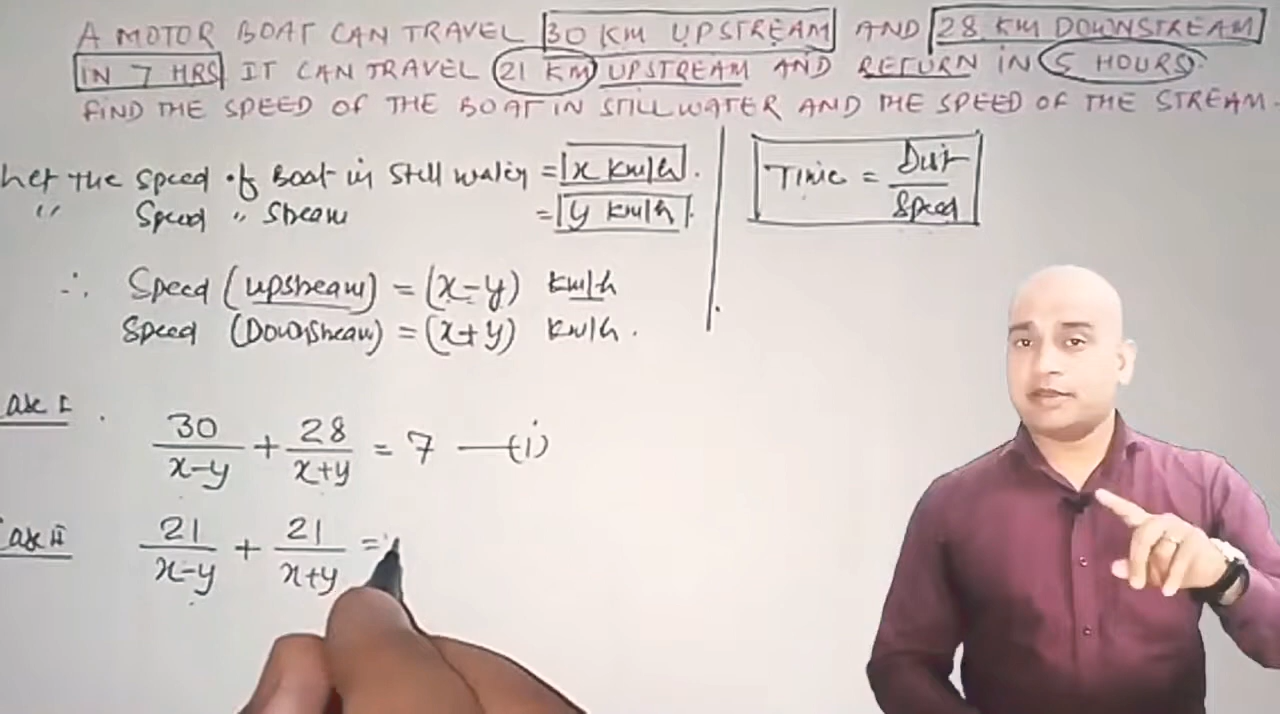 A MOTOR BOAT CAN TRAVEL 30 KM UPSTREAM AND 28 KM DOWNSTREAM
IN 7 HRS IT CAN TRAVEL 21 KM UPSTREAM AND RETURN IN 5 HOURS.
FIND THE SPEED OF THE BOAT IN STILL WATER AND THE SPEED OF THE STREAM.
Let the Speed of Boat in Still water = x km/h.
" Speed " Stream = y km/h.
Time = Dist / Speed
∴ Speed (upstream) = (x-y) km/h
Speed (Downstream) = (x+y) km/h.
ase I.
30/(x-y) + 28/(x+y) = 7 —(i)
Case ii
21/(x-y) + 21/(x+y) =